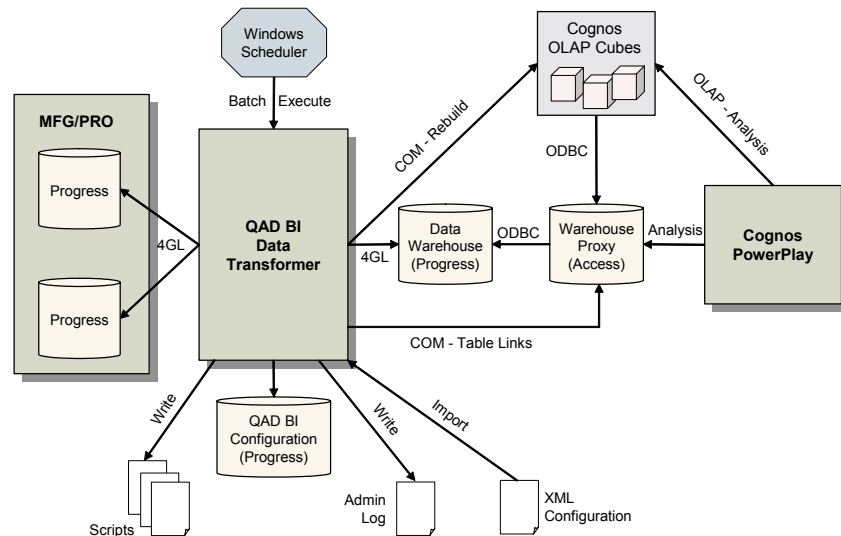 Windows
Scheduler
Cognos
OLAP Cubes
Batch
Execute
MFG/PRO
Progress
Progress
4GL
QAD BI
Data
Transformer
COM - Rebuild
OLAP - Analysis
ODBC
Data
Warehouse
(Progress)
4GL
ODBC
Warehouse
Proxy
(Access)
Analysis
Cognos
PowerPlay
COM - Table Links
Write
QAD BI
Configuration
(Progress)
Write
Import
Scripts
Admin
Log
XML
Configuration